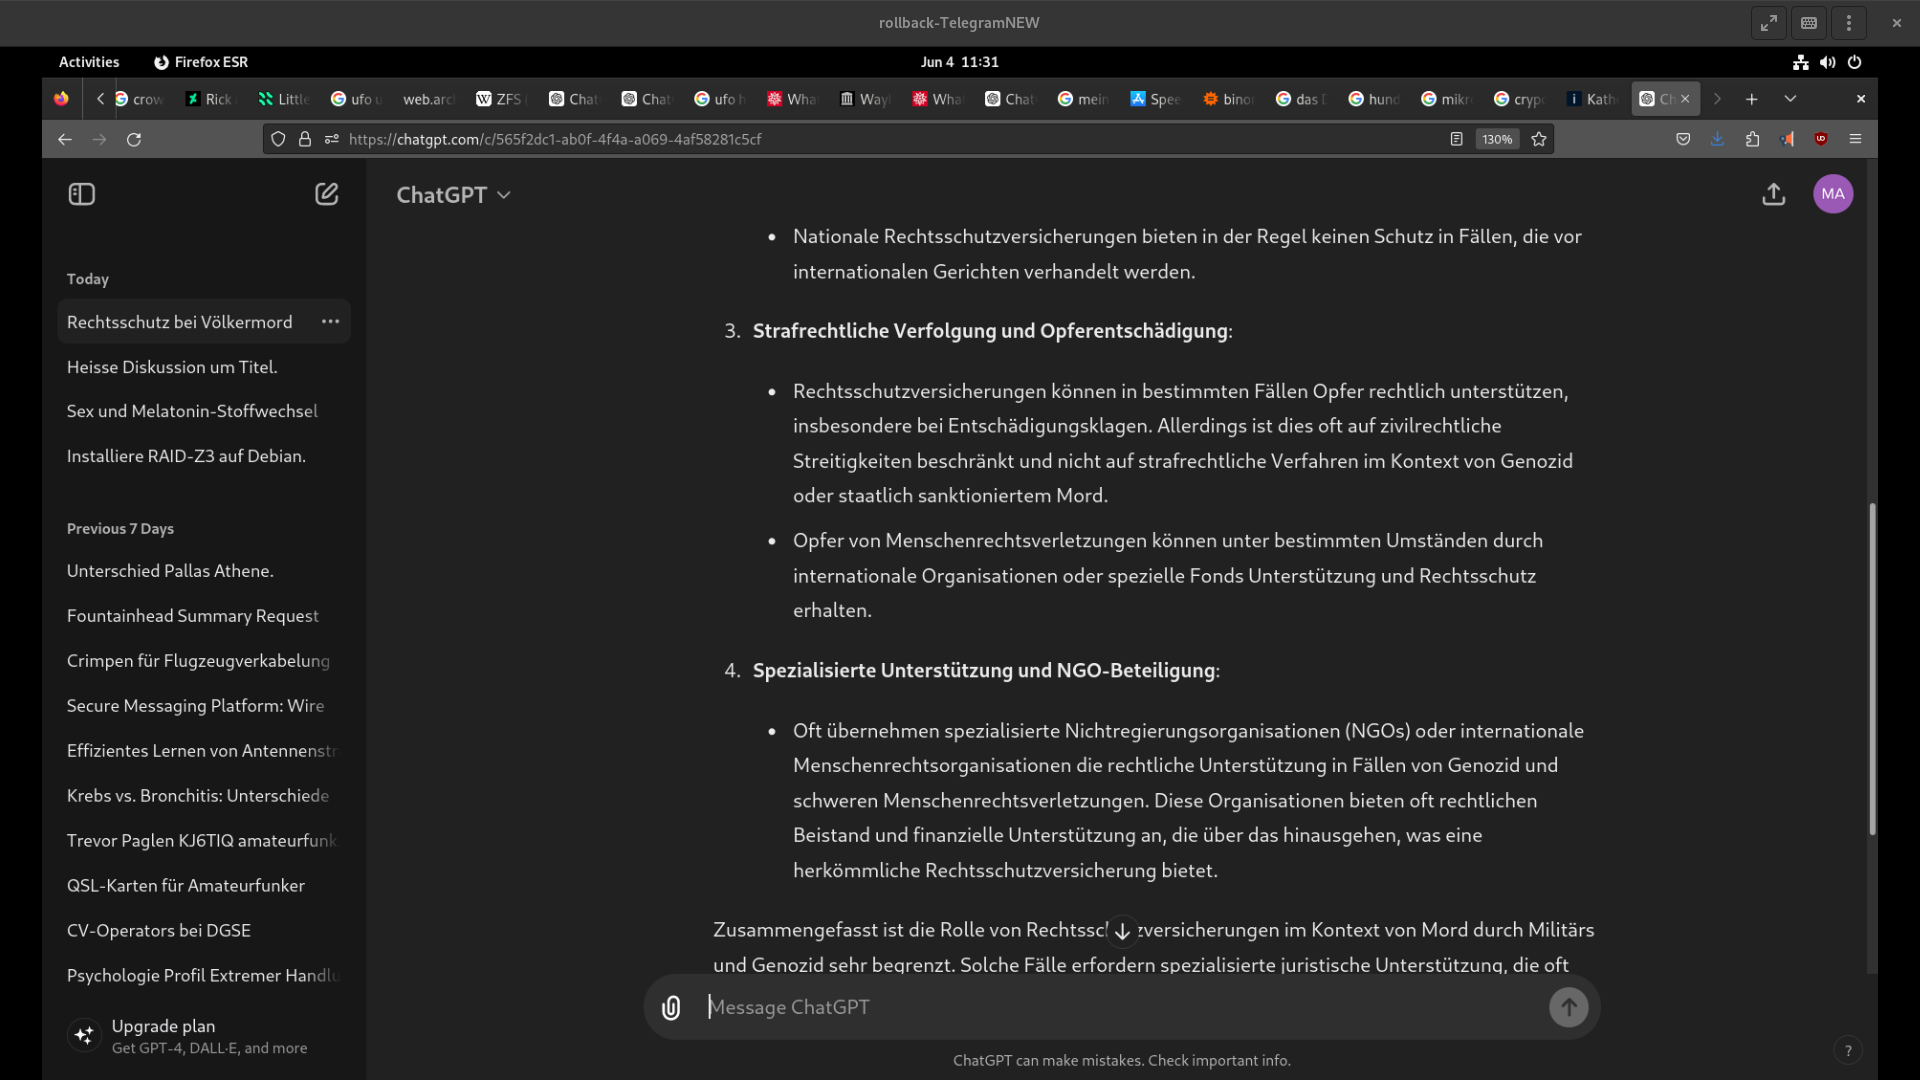 rollback-TelegramNEW
Activities Firefox ESR Jun 4 11:31
crow Rick Little ufo u web.arc ZFS Chat Chat ufo h Wha Way Wha Chat mein Spee bino das hund mikr cryp Kath Ch
https://chatgpt.com/c/565f2dc1-ab0f-4f4a-a069-4af58281c5cf 130%
ChatGPT MA
Today
Rechtsschutz bei Völkermord
Heisse Diskussion um Titel.
Sex und Melatonin-Stoffwechsel
Installiere RAID-Z3 auf Debian.
Previous 7 Days
Unterschied Pallas Athene.
Fountainhead Summary Request
Crimpen für Flugzeugverkabelung
Secure Messaging Platform: Wire
Effizientes Lernen von Antennenstr
Krebs vs. Bronchitis: Unterschiede
Trevor Paglen KJ6TIQ amateurfunk
QSL-Karten für Amateurfunker
CV-Operators bei DGSE
Psychologie Profil Extremer Handlu
Upgrade plan
Get GPT-4, DALL·E, and more
• Nationale Rechtsschutzversicherungen bieten in der Regel keinen Schutz in Fällen, die vor
internationalen Gerichten verhandelt werden.
3. Strafrechtliche Verfolgung und Opferentschädigung:
• Rechtsschutzversicherungen können in bestimmten Fällen Opfer rechtlich unterstützen,
insbesondere bei Entschädigungsklagen. Allerdings ist dies oft auf zivilrechtliche
Streitigkeiten beschränkt und nicht auf strafrechtliche Verfahren im Kontext von Genozid
oder staatlich sanktioniertem Mord.
• Opfer von Menschenrechtsverletzungen können unter bestimmten Umständen durch
internationale Organisationen oder spezielle Fonds Unterstützung und Rechtsschutz
erhalten.
4. Spezialisierte Unterstützung und NGO-Beteiligung:
• Oft übernehmen spezialisierte Nichtregierungsorganisationen (NGOs) oder internationale
Menschenrechtsorganisationen die rechtliche Unterstützung in Fällen von Genozid und
schweren Menschenrechtsverletzungen. Diese Organisationen bieten oft rechtlichen
Beistand und finanzielle Unterstützung an, die über das hinausgehen, was eine
herkömmliche Rechtsschutzversicherung bietet.
Zusammengefasst ist die Rolle von Rechtssc zversicherungen im Kontext von Mord durch Militärs
und Genozid sehr begrenzt. Solche Fälle erfordern spezialisierte juristische Unterstützung, die oft
Message ChatGPT
ChatGPT can make mistakes. Check important info.
?